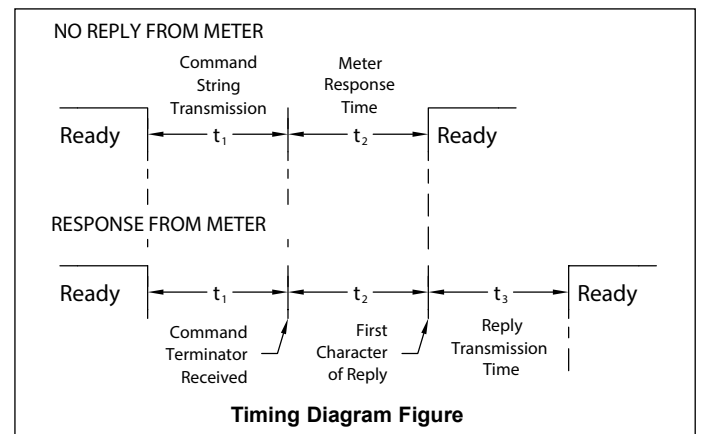 NO REPLY FROM METER
Command
String
Transmission
Meter
Response
Time
Ready
t₁
t₂
Ready
RESPONSE FROM METER
Ready
t₁
t₂
t₃
Ready
Command
Terminator
Received
First
Character
of Reply
Reply
Transmission
Time
Timing Diagram Figure